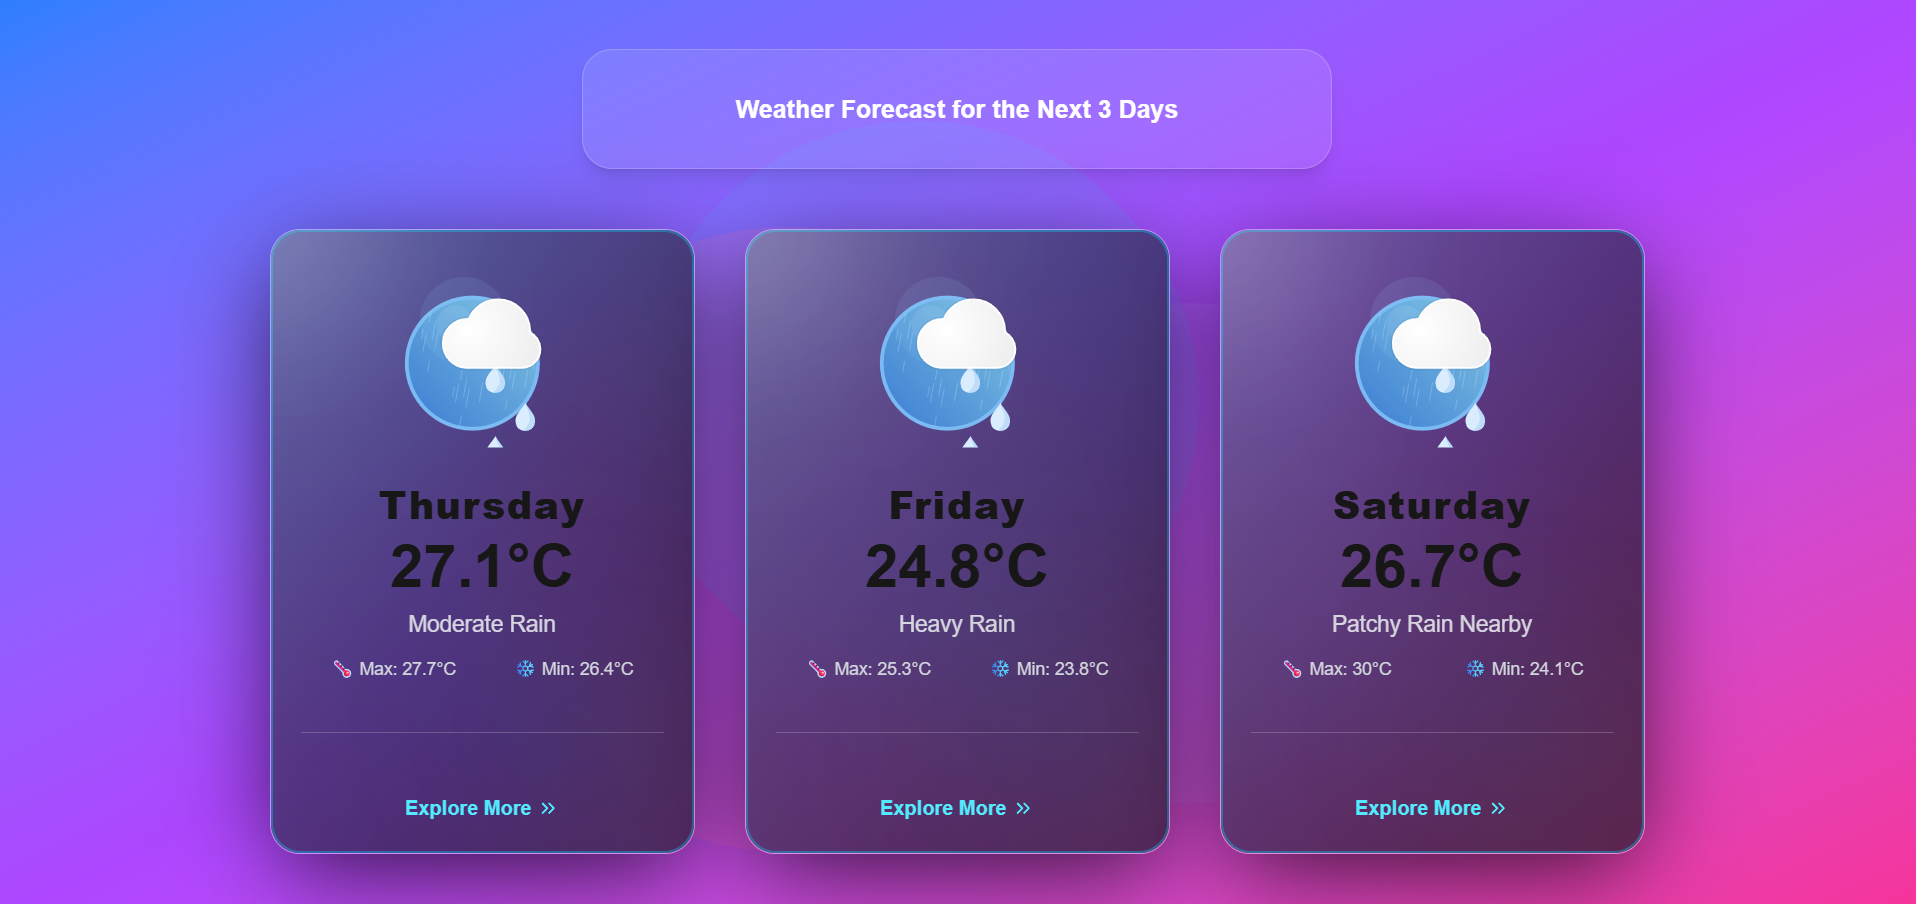 Weather Forecast for the Next 3 Days
Thursday
27.1°C
Moderate Rain
Max: 27.7°C
Min: 26.4°C
Explore More
Friday
24.8°C
Heavy Rain
Max: 25.3°C
Min: 23.8°C
Explore More
Saturday
26.7°C
Patchy Rain Nearby
Max: 30°C
Min: 24.1°C
Explore More